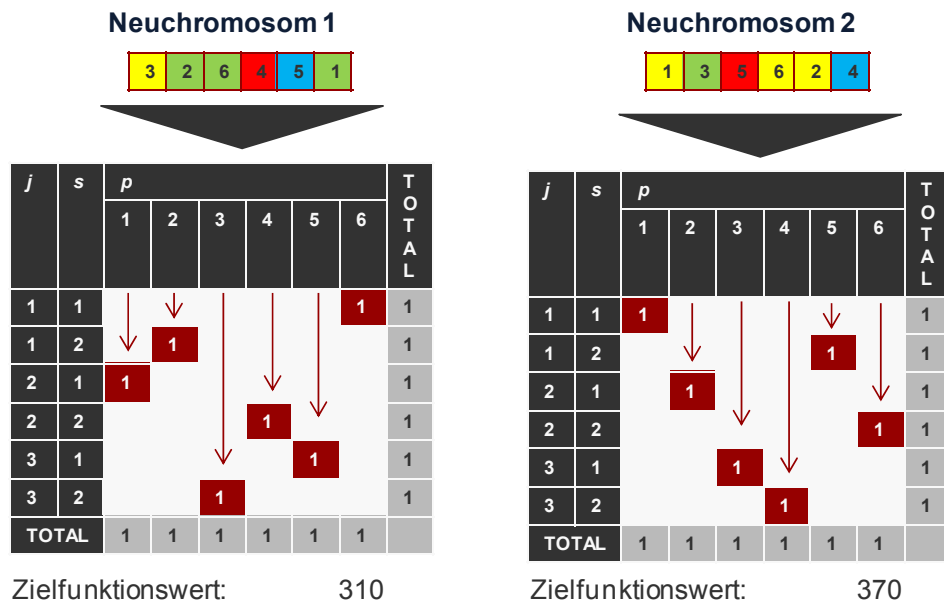 Neuchromosom 1
3 2 6 4 5 1
j s p TOTAL
1 2 3 4 5 6
1 1 1 1
1 2 1 1
2 1 1 1
2 2 1 1
3 1 1 1
3 2 1 1
TOTAL 1 1 1 1 1 1
Zielfunktionswert: 310
Neuchromosom 2
1 3 5 6 2 4
j s p TOTAL
1 2 3 4 5 6
1 1 1 1
1 2 1 1
2 1 1 1
2 2 1 1
3 1 1 1
3 2 1 1
TOTAL 1 1 1 1 1 1
Zielfunktionswert: 370